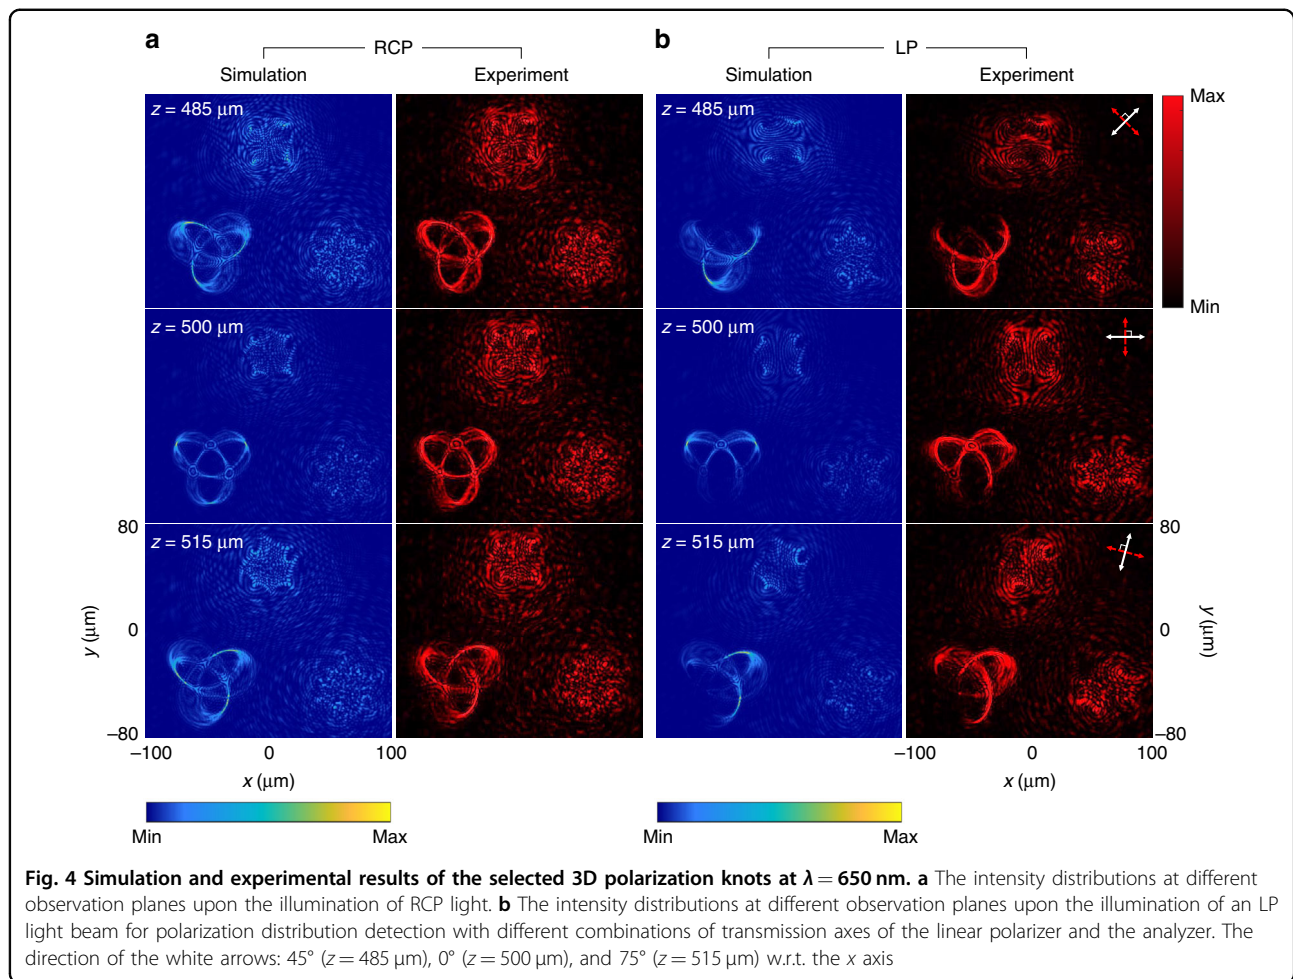 a
RCP
Simulation
Experiment
b
LP
Simulation
Experiment
z = 485 μm
z = 500 μm
z = 515 μm
z = 485 μm
z = 500 μm
z = 515 μm
Max
Min
80
0
−80
y (μm)
−100
0
100
x (μm)
80
0
−80
y (μm)
−100
0
100
x (μm)
Min
Max
Min
Max
Fig. 4 Simulation and experimental results of the selected 3D polarization knots at λ = 650 nm. a The intensity distributions at different
observation planes upon the illumination of RCP light. b The intensity distributions at different observation planes upon the illumination of an LP
light beam for polarization distribution detection with different combinations of transmission axes of the linear polarizer and the analyzer. The
direction of the white arrows: 45° (z = 485 μm), 0° (z = 500 μm), and 75° (z = 515 μm) w.r.t. the x axis